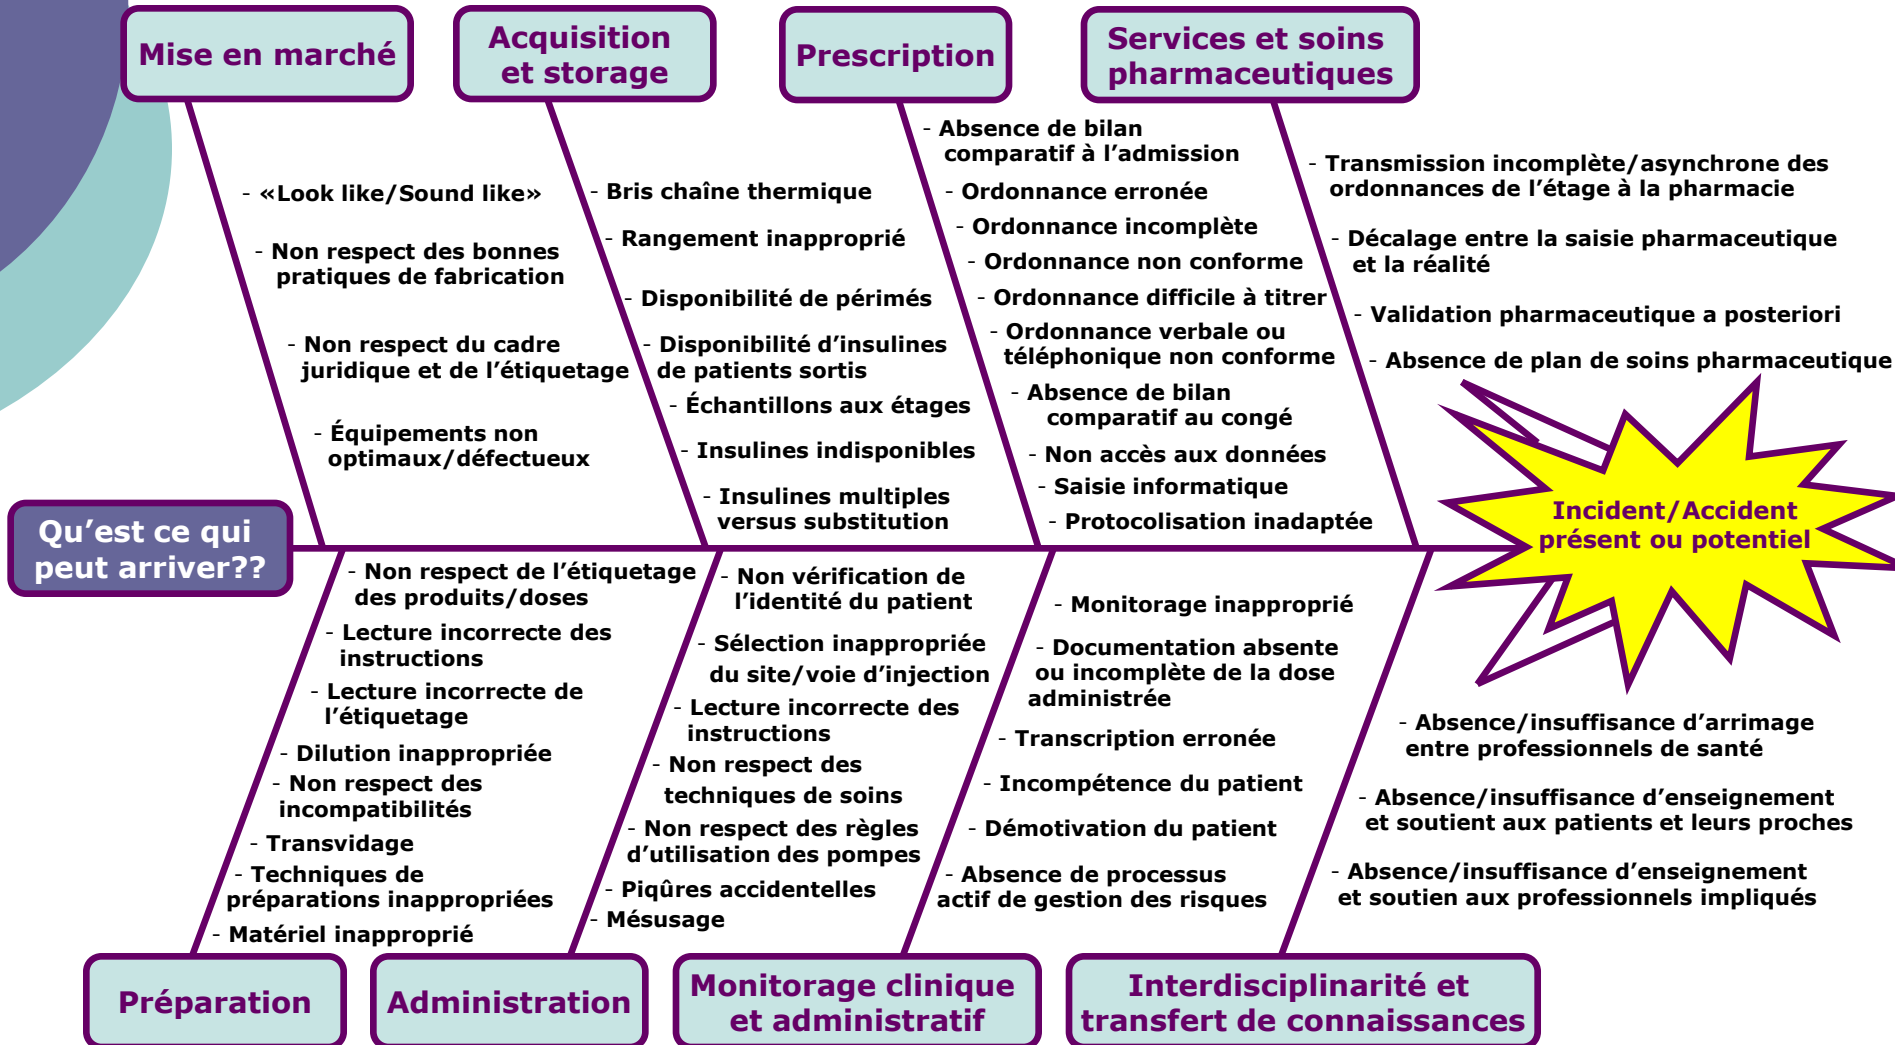 Mise en marché
Acquisition
et storage
Prescription
Services et soins
pharmaceutiques
- «Look like/Sound like»
- Non respect des bonnes
pratiques de fabrication
- Non respect du cadre
juridique et de l’étiquetage
- Équipements non
optimaux/défectueux
- Bris chaîne thermique
- Rangement inapproprié
- Disponibilité de périmés
- Disponibilité d’insulines
de patients sortis
- Échantillons aux étages
- Insulines indisponibles
- Insulines multiples
versus substitution
- Absence de bilan
comparatif à l’admission
- Ordonnance erronée
- Ordonnance incomplète
- Ordonnance non conforme
- Ordonnance difficile à titrer
- Ordonnance verbale ou
téléphonique non conforme
- Absence de bilan
comparatif au congé
- Non accès aux données
- Saisie informatique
- Protocolisation inadaptée
- Transmission incomplète/asynchrone des
ordonnances de l’étage à la pharmacie
- Décalage entre la saisie pharmaceutique
et la réalité
- Validation pharmaceutique a posteriori
- Absence de plan de soins pharmaceutique
Qu’est ce qui
peut arriver??
Incident/Accident
présent ou potentiel
- Non respect de l’étiquetage
des produits/doses
- Lecture incorrecte des
instructions
- Lecture incorrecte de
l’étiquetage
- Dilution inappropriée
- Non respect des
incompatibilités
- Transvidage
- Techniques de
préparations inappropriées
- Matériel inapproprié
- Non vérification de
l’identité du patient
- Sélection inappropriée
du site/voie d’injection
- Lecture incorrecte des
instructions
- Non respect des
techniques de soins
- Non respect des règles
d’utilisation des pompes
- Piqûres accidentelles
- Mésusage
- Monitorage inapproprié
- Documentation absente
ou incomplète de la dose
administrée
- Transcription erronée
- Incompétence du patient
- Démotivation du patient
- Absence de processus
actif de gestion des risques
- Absence/insuffisance d’arrimage
entre professionnels de santé
- Absence/insuffisance d’enseignement
et soutient aux patients et leurs proches
- Absence/insuffisance d’enseignement
et soutien aux professionnels impliqués
Préparation
Administration
Monitorage clinique
et administratif
Interdisciplinarité et
transfert de connaissances